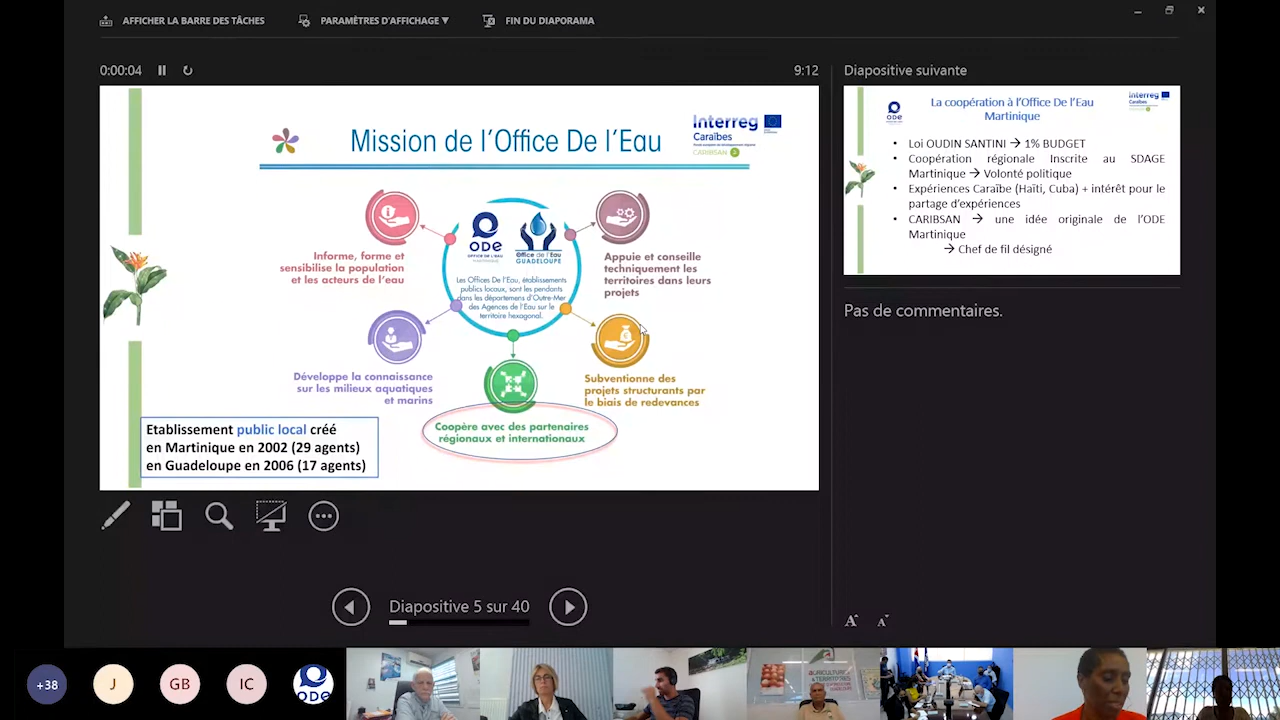 AFFICHER LA BARRE DES TÂCHES
PARAMÈTRES D'AFFICHAGE ▼
FIN DU DIAPORAMA
0:00:04
9:12
Mission de l'Office De l'Eau
Interreg
Caraïbes
CARIBSAN
Informe, forme et
sensibilise la population
et les acteurs de l'eau
ODE
OFFICE DE L'EAU
Office de l'Eau
GUADELOUPE
Les Offices De l'Eau, établissements
publics locaux, sont les pendants
dans les départemens d'Outre-Mer
des Agences de l'Eau sur le
territoire hexagonal.
Appuie et conseille
techniquement les
territoires dans leurs
projets
Développe la connaissance
sur les milieux aquatiques
et marins
Subventionne des
projets structurants par
le biais de redevances
Coopère avec des partenaires
régionaux et internationaux
Etablissement public local créé
en Martinique en 2002 (29 agents)
en Guadeloupe en 2006 (17 agents)
Diapositive 5 sur 40
Diapositive suivante
ODE
La coopération à l'Office De l'Eau
Martinique
Interreg
Caraïbes
• Loi OUDIN SANTINI → 1% BUDGET
• Coopération régionale Inscrite au SDAGE
Martinique → Volonté politique
• Expériences Caraïbe (Haïti, Cuba) + intérêt pour le
partage d'expériences
• CARIBSAN → une idée originale de l'ODE
Martinique
→ Chef de fil désigné
Pas de commentaires.
+38
J
GB
IC
ODE
AGRICULTURES
& TERRITOIRES